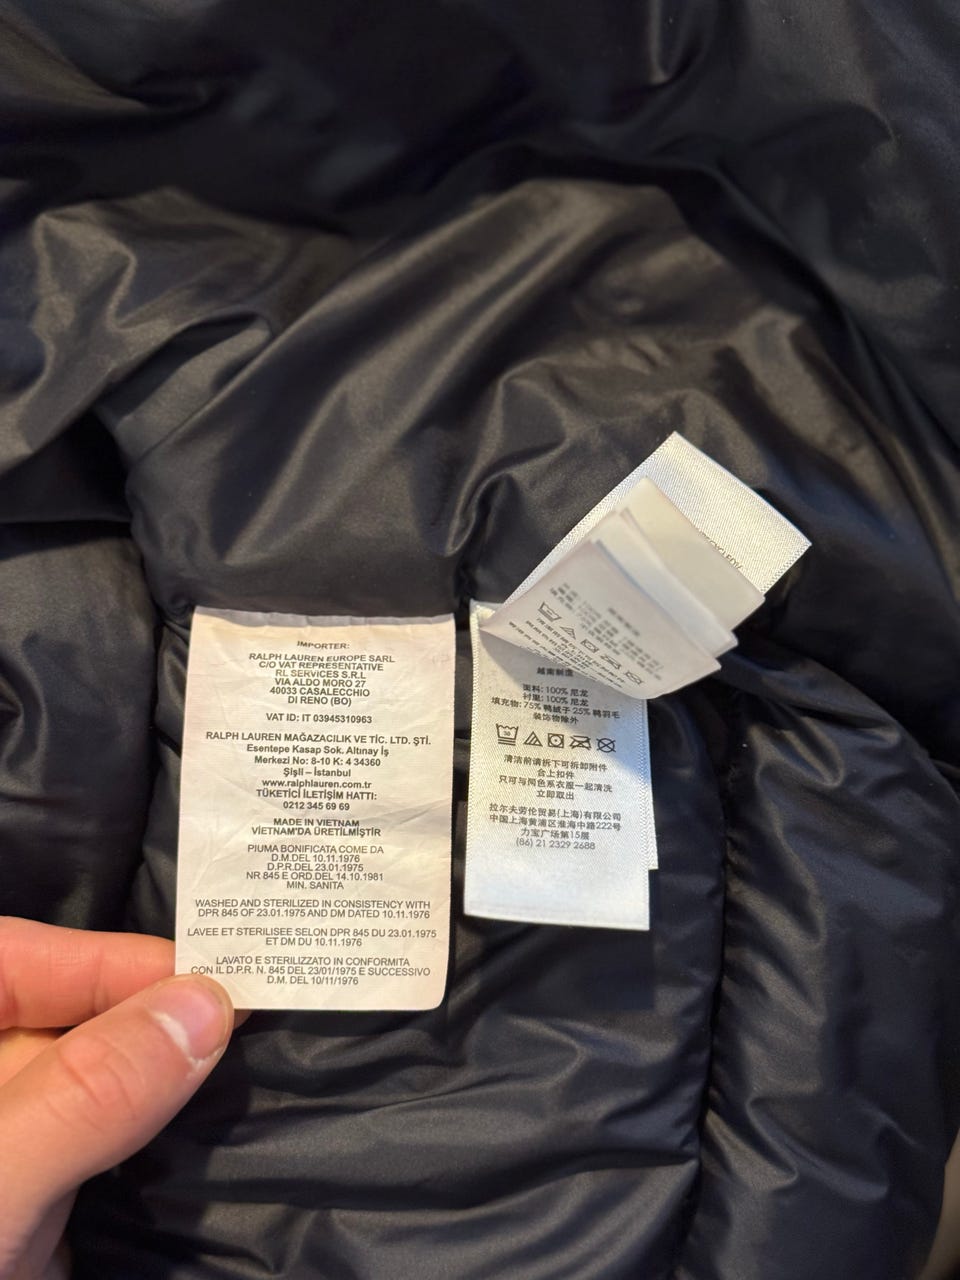 IMPORTER:
RALPH LAUREN EUROPE SARL
C/O VAT REPRESENTATIVE
RL SERVICES S.R.L
VIA ALDO MORO 27
40033 CASALECCHIO
DI RENO (BO)
VAT ID: IT 03945310963
RALPH LAUREN MAĞAZACILIK VE TİC. LTD. ŞTİ.
Esentepe Kasap Sok. Altınay İş
Merkezi No: 8-10 K: 4 34360
Şişli – İstanbul
www.ralphlauren.com.tr
TÜKETİCİ İLETİŞİM HATTI:
0212 345 69 69
MADE IN VIETNAM
VIETNAM'DA ÜRETİLMİŞTİR
PIUMA BONIFICATA COME DA
D.M.DEL 10.11.1976
D.P.R.DEL 23.01.1975
NR 845 E ORD.DEL 14.10.1981
MIN. SANITA
WASHED AND STERILIZED IN CONSISTENCY WITH
DPR 845 OF 23.01.1975 AND DM DATED 10.11.1976
LAVEE ET STERILISEE SELON DPR 845 DU 23.01.1975
ET DM DU 10.11.1976
LAVATO E STERILIZZATO IN CONFORMITA
CON IL D.P.R. N. 845 DEL 23/01/1975 E SUCCESSIVO
D.M. DEL 10/11/1976
越南制造
面料: 100% 尼龙
衬里: 100% 尼龙
填充物: 75% 鸭绒子 25% 鸭羽毛
装饰物除外
30
清洁前请拆下可拆卸附件
合上扣件
只可与同色系衣服一起清洗
立即取出
拉尔夫劳伦贸易(上海)有限公司
中国上海黄浦区淮海中路222号
力宝广场第15层
(86) 21 2329 2688